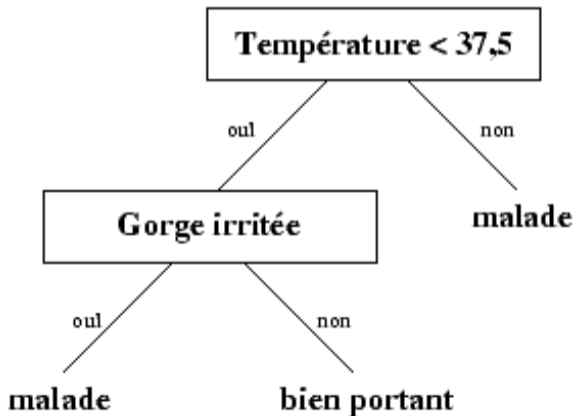 Température < 37,5
oui
non
Gorge irritée
malade
oui
non
malade
bien portant